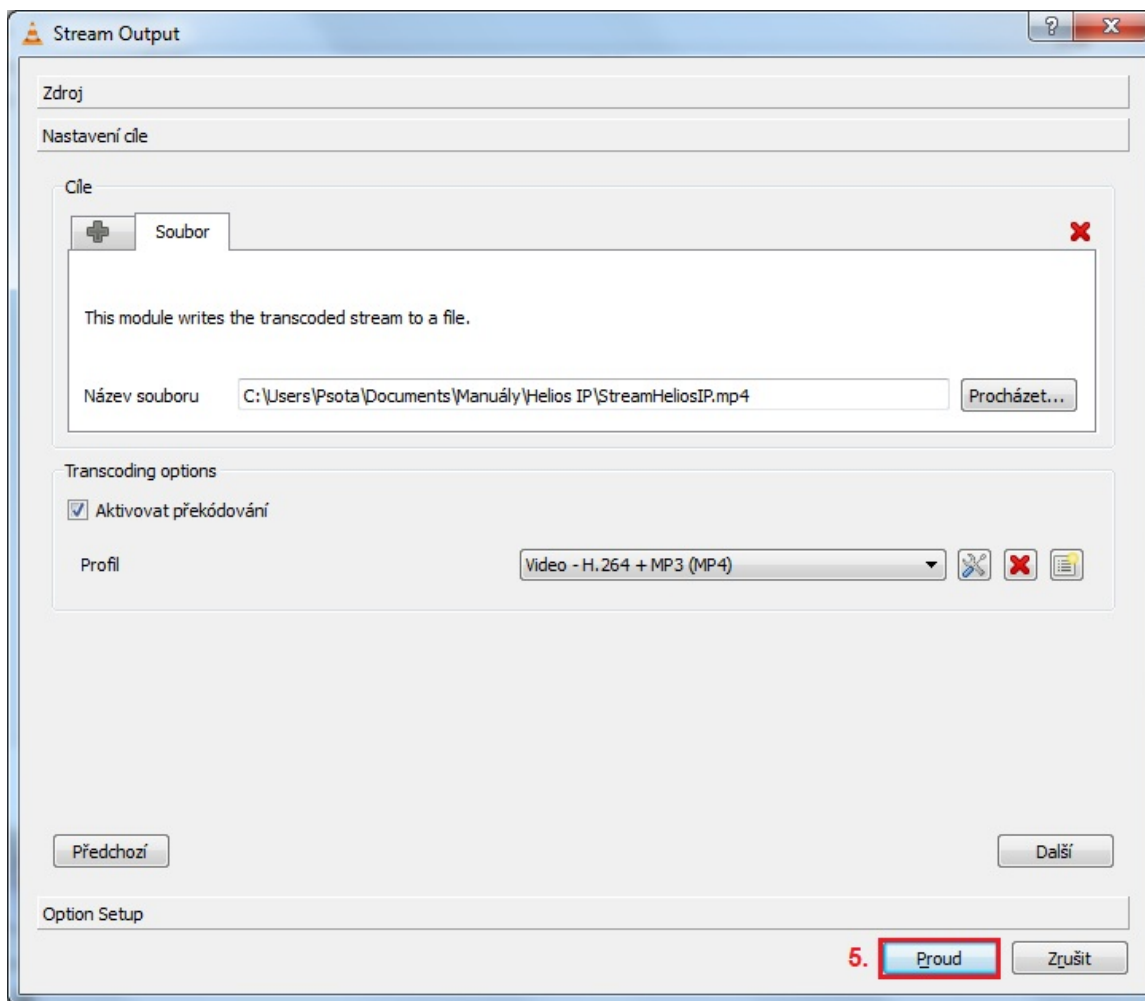 Stream Output
Zdroj
Nastavení cíle
Cíle
Soubor
This module writes the transcoded stream to a file.
Název souboru C:\Users\Psota\Documents\Manuály\Helios IP\StreamHeliosIP.mp4 Procházet...
Transcoding options
Aktivovat překódování
Profil Video - H.264 + MP3 (MP4)
Předchozí Další
Option Setup
5. Proud Zrušit